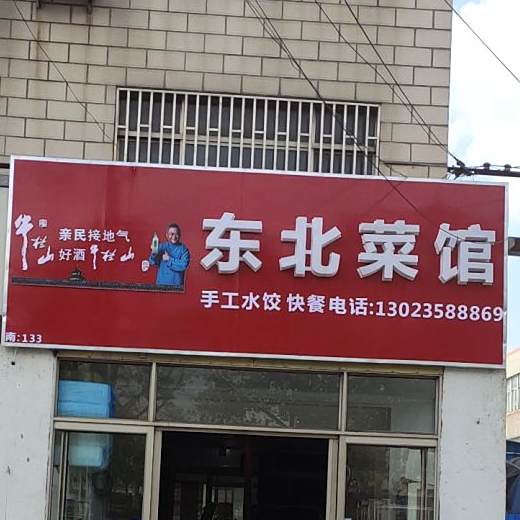 牛栏山
亲民接地气
好酒牛栏山
东北菜馆
手工水饺 快餐电话:13023588869
南:133